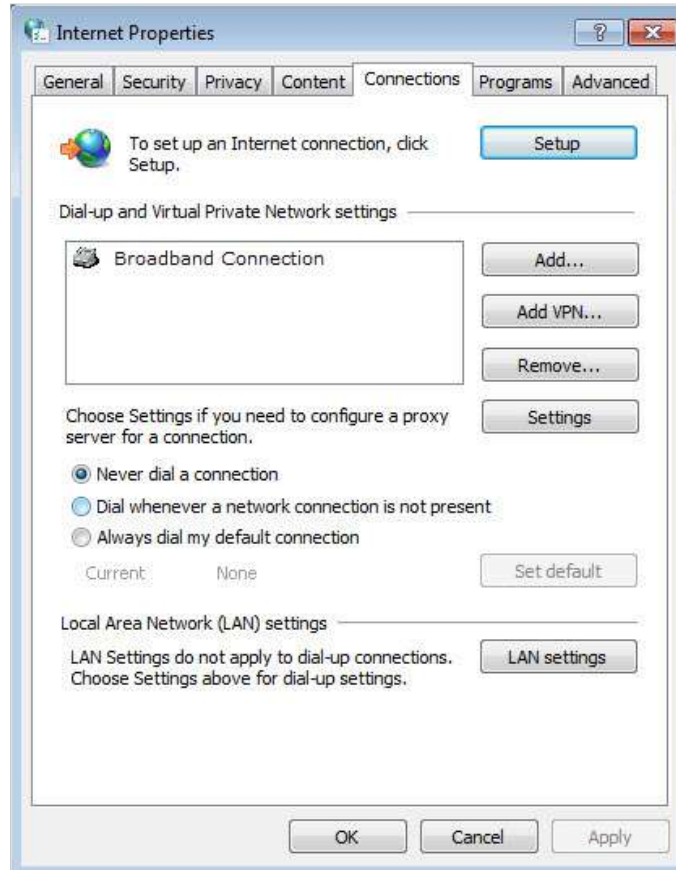 Internet Properties
General Security Privacy Content Connections Programs Advanced
To set up an Internet connection, click
Setup.
Setup
Dial-up and Virtual Private Network settings
Broadband Connection
Add...
Add VPN...
Remove...
Choose Settings if you need to configure a proxy
server for a connection.
Settings
Never dial a connection
Dial whenever a network connection is not present
Always dial my default connection
Current None
Set default
Local Area Network (LAN) settings
LAN Settings do not apply to dial-up connections.
Choose Settings above for dial-up settings.
LAN settings
OK Cancel Apply